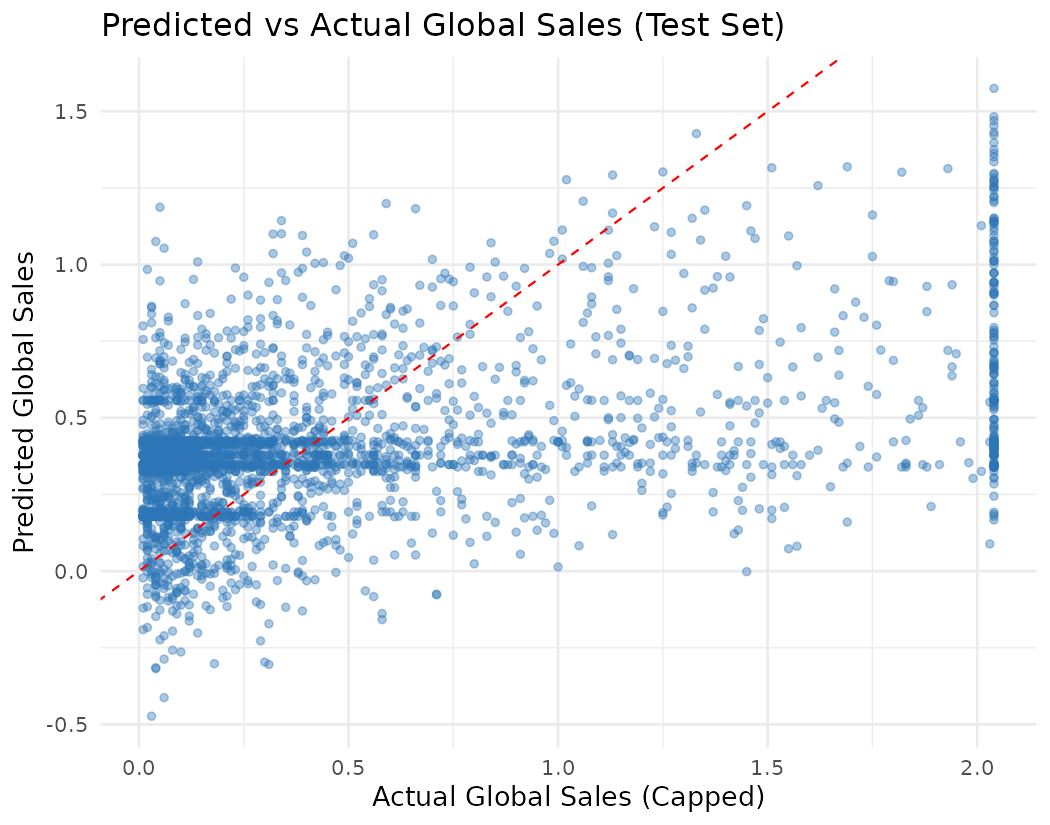 Predicted vs Actual Global Sales (Test Set)
Predicted Global Sales
1.5
1.0
0.5
0.0
-0.5
0.0 0.5 1.0 1.5 2.0
Actual Global Sales (Capped)